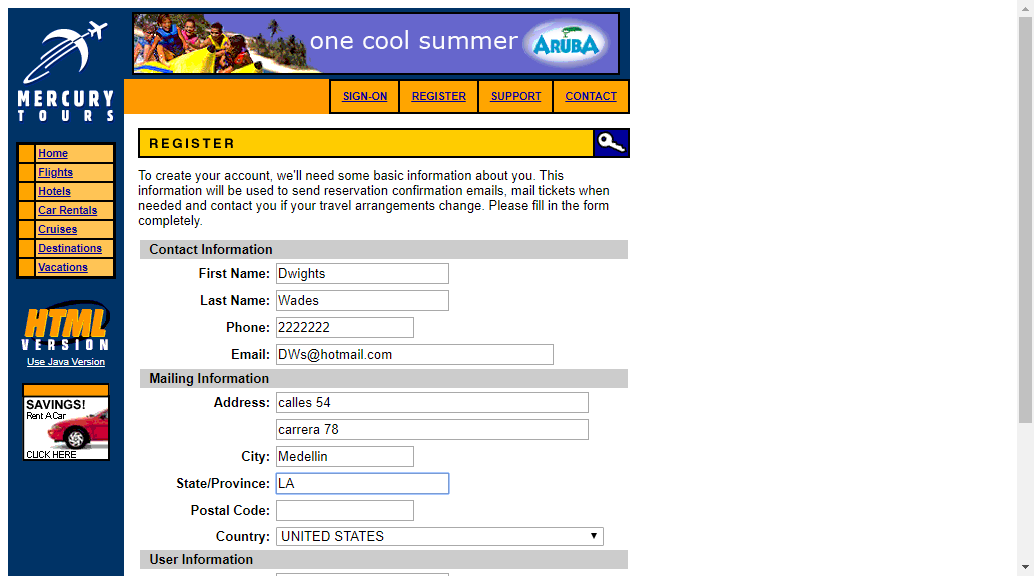 one cool summer ARUBA
MERCURY
TOURS
SIGN-ON REGISTER SUPPORT CONTACT
Home
Flights
Hotels
Car Rentals
Cruises
Destinations
Vacations
HTML
VERSION
Use Java Version
SAVINGS!
Rent A Car
CLICK HERE
REGISTER
To create your account, we'll need some basic information about you. This
information will be used to send reservation confirmation emails, mail tickets when
needed and contact you if your travel arrangements change. Please fill in the form
completely.
Contact Information
First Name: Dwights
Last Name: Wades
Phone: 2222222
Email: DWs@hotmail.com
Mailing Information
Address: calles 54
carrera 78
City: Medellin
State/Province: LA
Postal Code:
Country: UNITED STATES
User Information